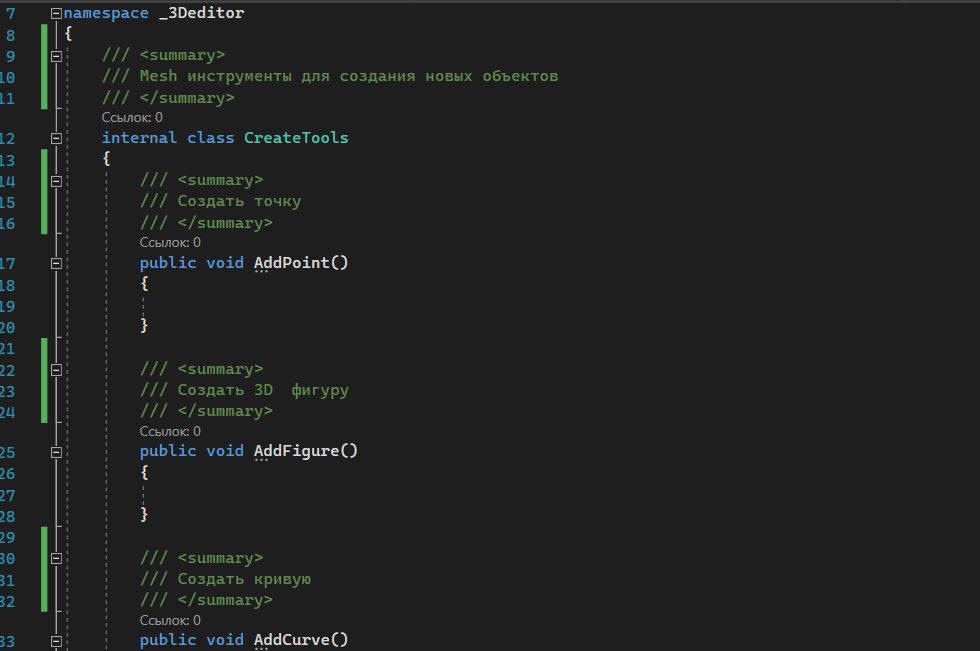 7 namespace _3Deditor
8 {
9 /// <summary>
10 /// Mesh инструменты для создания новых объектов
11 /// </summary>
Ссылок: 0
12 internal class CreateTools
13 {
14 /// <summary>
15 /// Создать точку
16 /// </summary>
Ссылок: 0
17 public void AddPoint()
18 {
19
20 }
21
22 /// <summary>
23 /// Создать 3D  фигуру
24 /// </summary>
Ссылок: 0
25 public void AddFigure()
26 {
27
28 }
29
30 /// <summary>
31 /// Создать кривую
32 /// </summary>
Ссылок: 0
33 public void AddCurve()